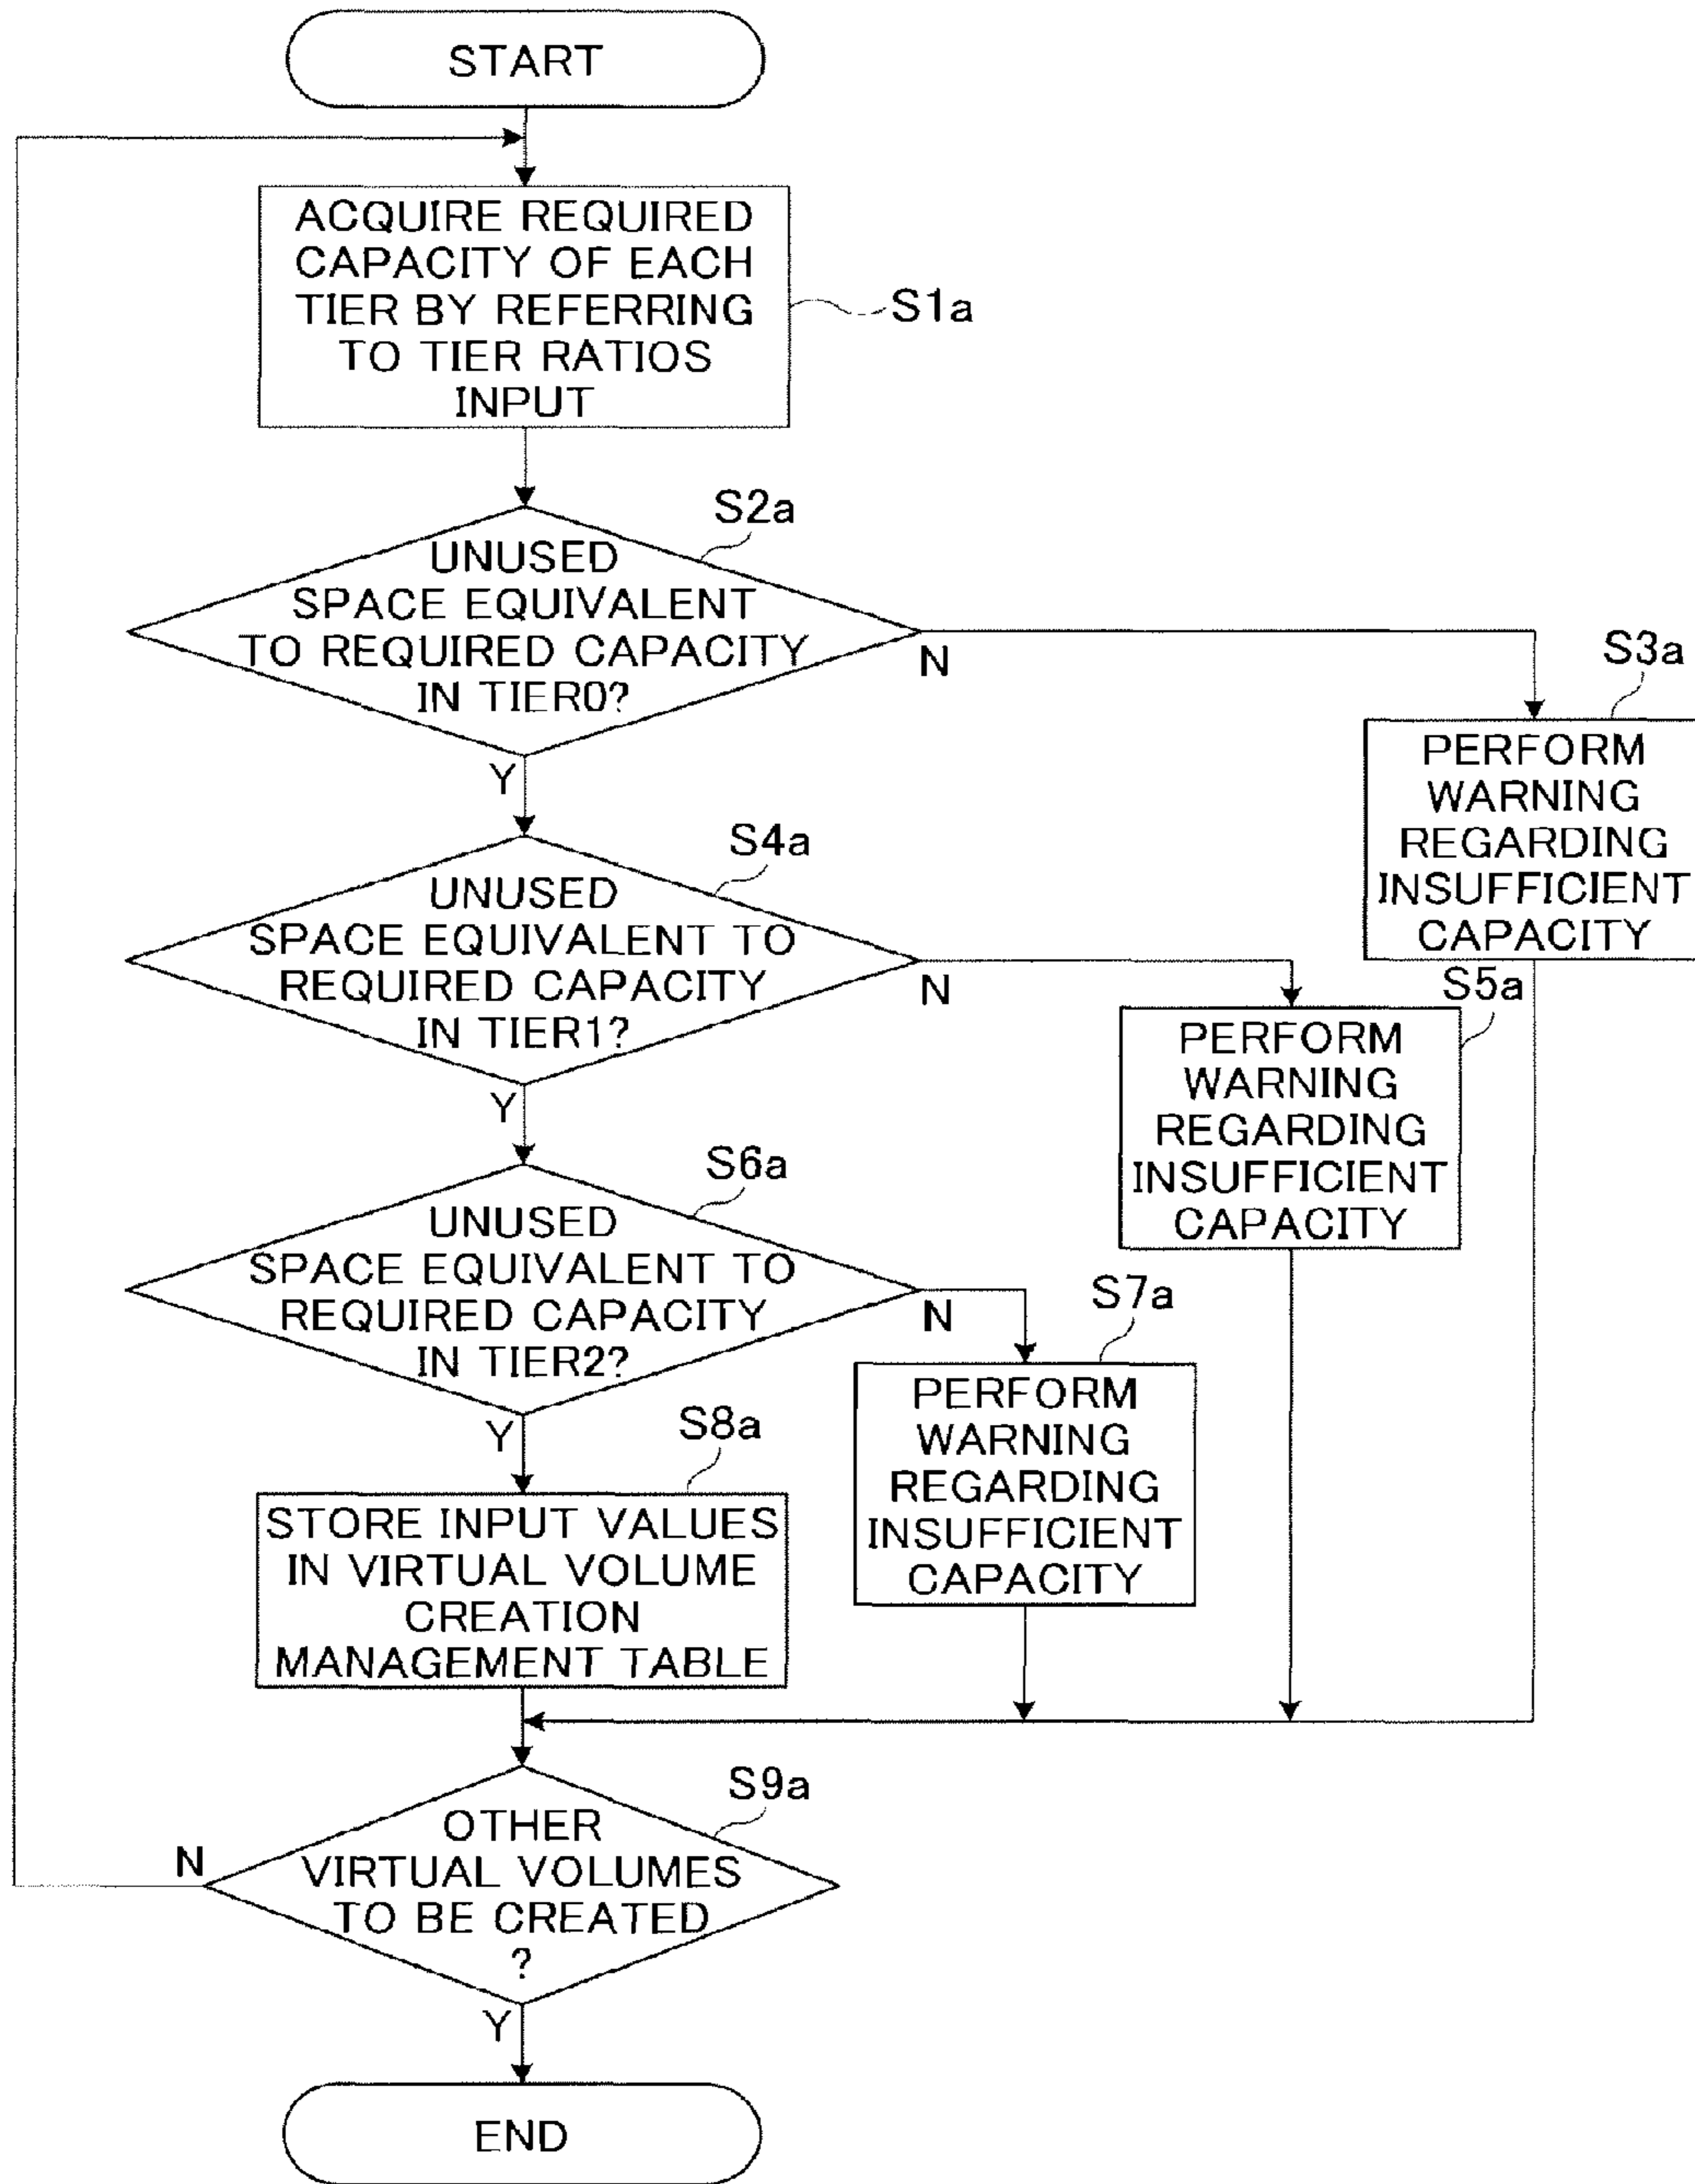 START
ACQUIRE REQUIRED
CAPACITY OF EACH
TIER BY REFERRING
TO TIER RATIOS
INPUT
S1a
S2a
UNUSED
SPACE EQUIVALENT
TO REQUIRED CAPACITY
IN TIER0?
N
Y
S3a
PERFORM
WARNING
REGARDING
INSUFFICIENT
CAPACITY
S4a
UNUSED
SPACE EQUIVALENT TO
REQUIRED CAPACITY
IN TIER1?
N
Y
S5a
PERFORM
WARNING
REGARDING
INSUFFICIENT
CAPACITY
S6a
UNUSED
SPACE EQUIVALENT TO
REQUIRED CAPACITY
IN TIER2?
N
Y
S7a
PERFORM
WARNING
REGARDING
INSUFFICIENT
CAPACITY
S8a
STORE INPUT VALUES
IN VIRTUAL VOLUME
CREATION
MANAGEMENT TABLE
S9a
OTHER
VIRTUAL VOLUMES
TO BE CREATED
?
N
Y
END